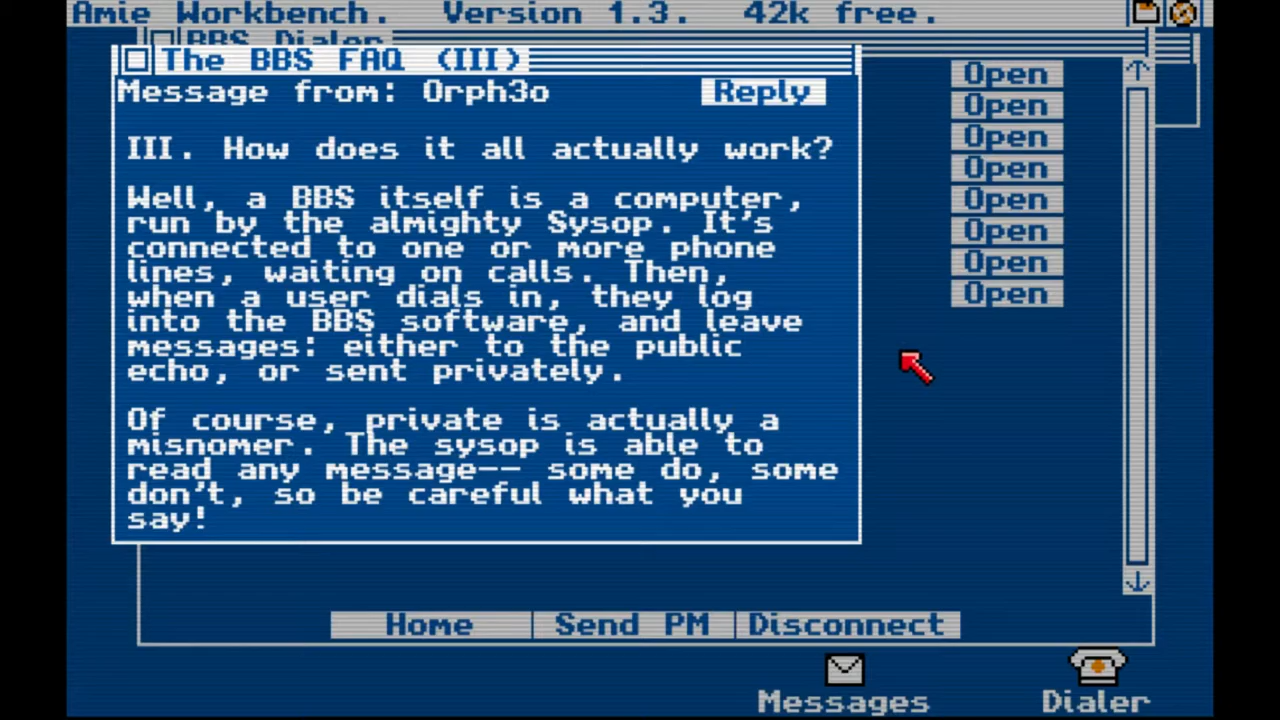 Amie Workbench. Version 1.3. 42k free.
BBS Dialer
The BBS FAQ (III)
Message from: Orph3o
Reply
III. How does it all actually work?
Well, a BBS itself is a computer,
run by the almighty Sysop. It's
connected to one or more phone
lines, waiting on calls. Then,
when a user dials in, they log
into the BBS software, and leave
messages: either to the public
echo, or sent privately.
Of course, private is actually a
misnomer. The sysop is able to
read any message-- some do, some
don't, so be careful what you
say!
Open
Open
Open
Open
Open
Open
Open
Open
Home
Send PM
Disconnect
Messages
Dialer